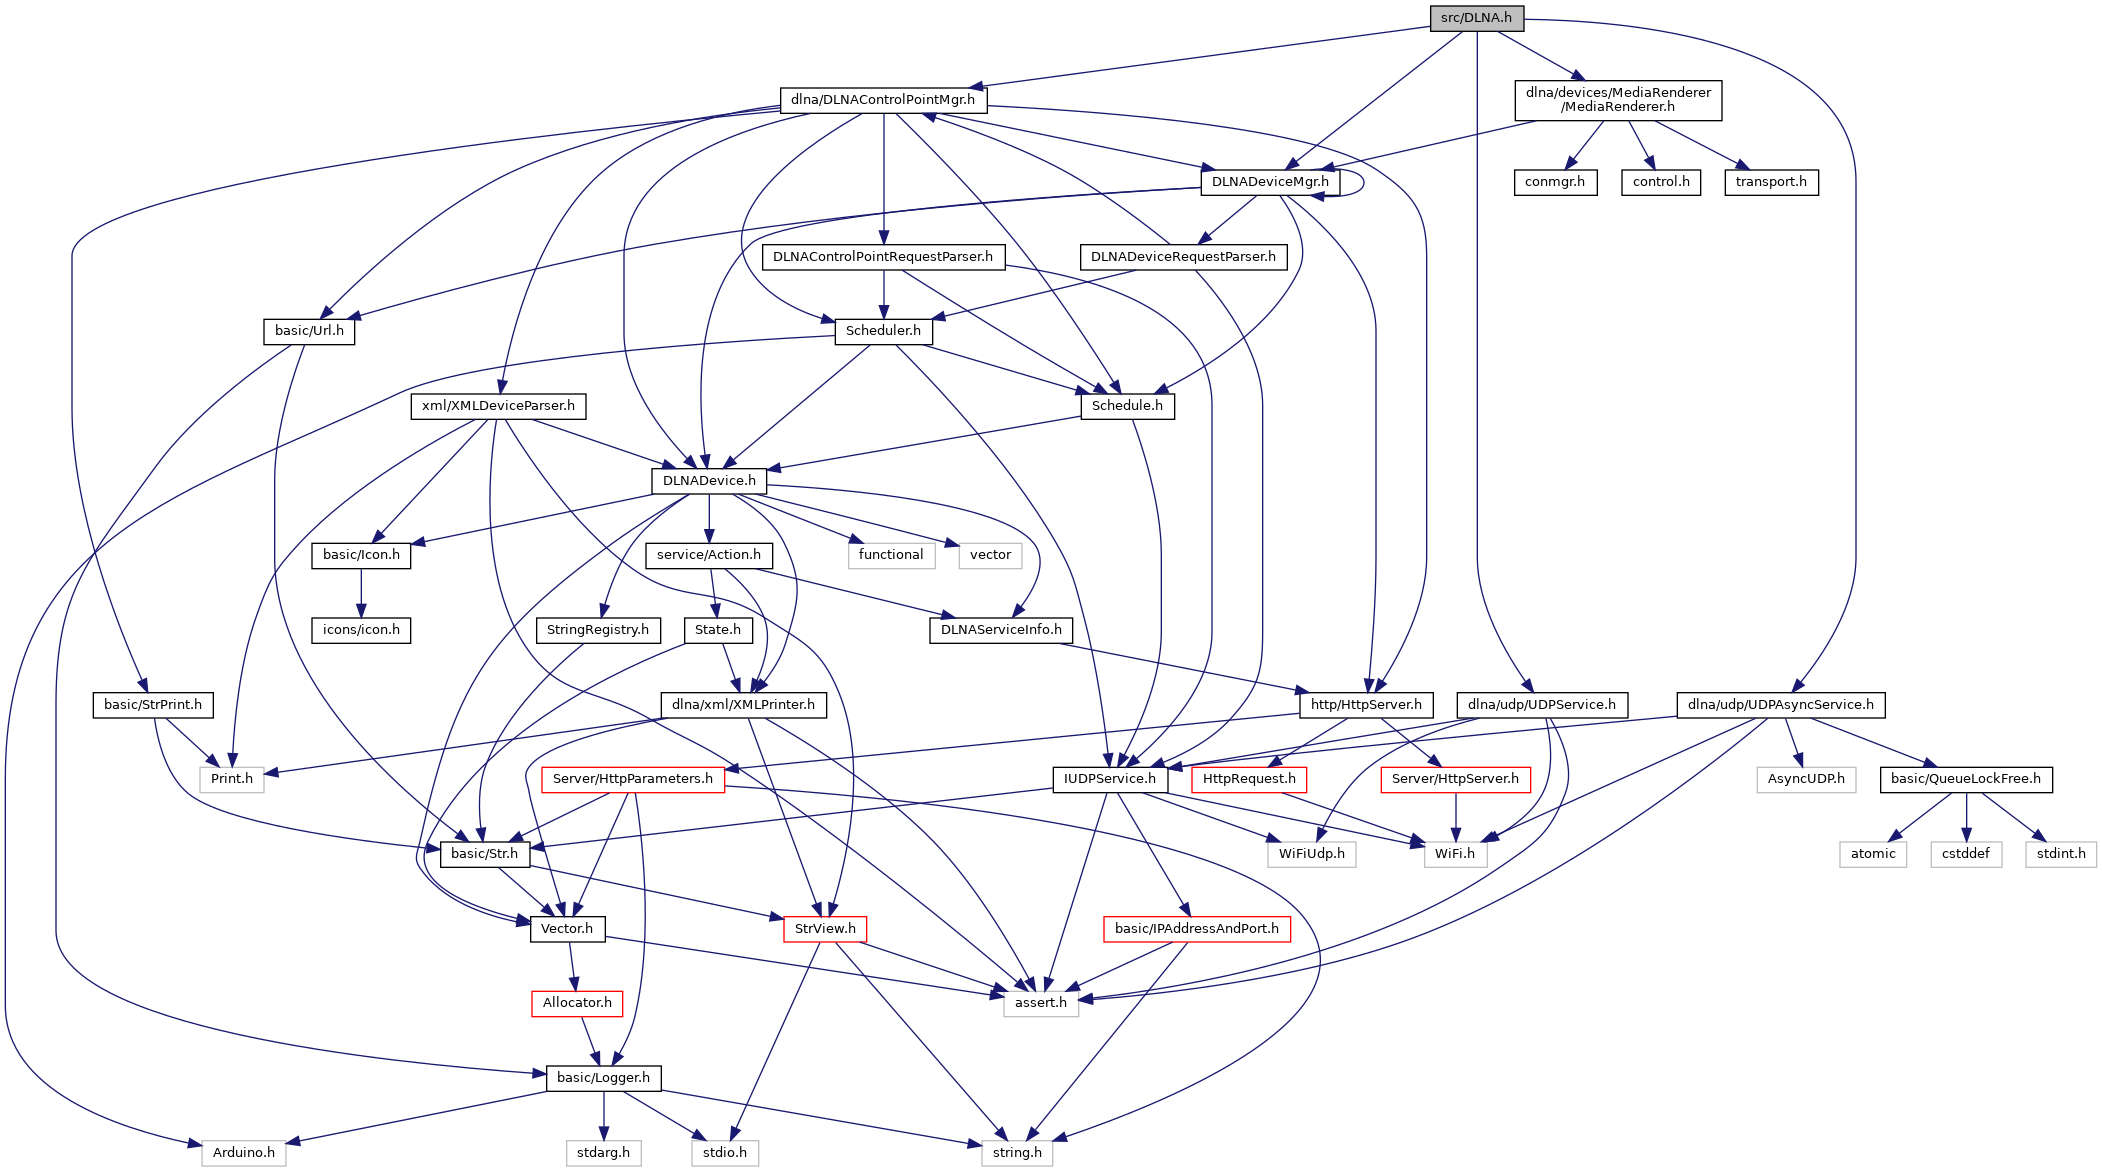 src/DLNA.h
dlna/DLNAControlPointMgr.h
dlna/devices/MediaRenderer
/MediaRenderer.h
DLNADeviceMgr.h
conmgr.h
control.h
transport.h
DLNAControlPointRequestParser.h
DLNADeviceRequestParser.h
basic/Url.h
Scheduler.h
xml/XMLDeviceParser.h
Schedule.h
DLNADevice.h
basic/Icon.h
service/Action.h
functional
vector
icons/icon.h
StringRegistry.h
State.h
DLNAServiceInfo.h
basic/StrPrint.h
dlna/xml/XMLPrinter.h
http/HttpServer.h
dlna/udp/UDPService.h
dlna/udp/UDPAsyncService.h
Print.h
Server/HttpParameters.h
IUDPService.h
HttpRequest.h
Server/HttpServer.h
AsyncUDP.h
basic/QueueLockFree.h
basic/Str.h
WiFiUdp.h
WiFi.h
atomic
cstddef
stdint.h
Vector.h
StrView.h
basic/IPAddressAndPort.h
Allocator.h
assert.h
basic/Logger.h
Arduino.h
stdarg.h
stdio.h
string.h